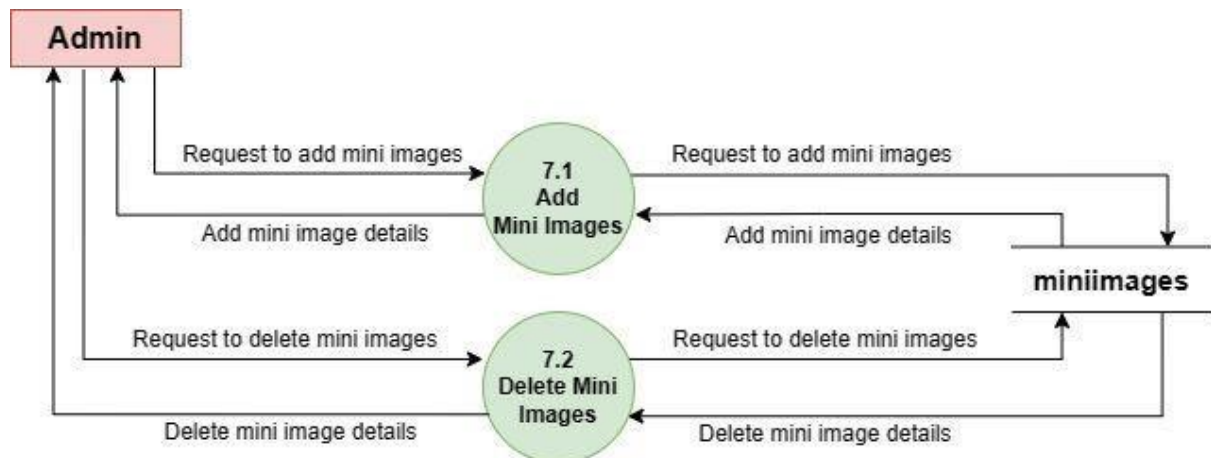 Admin
Request to add mini images
Request to add mini images
7.1
Add
Mini Images
Add mini image details
Add mini image details
miniimages
Request to delete mini images
Request to delete mini images
7.2
Delete Mini
Images
Delete mini image details
Delete mini image details